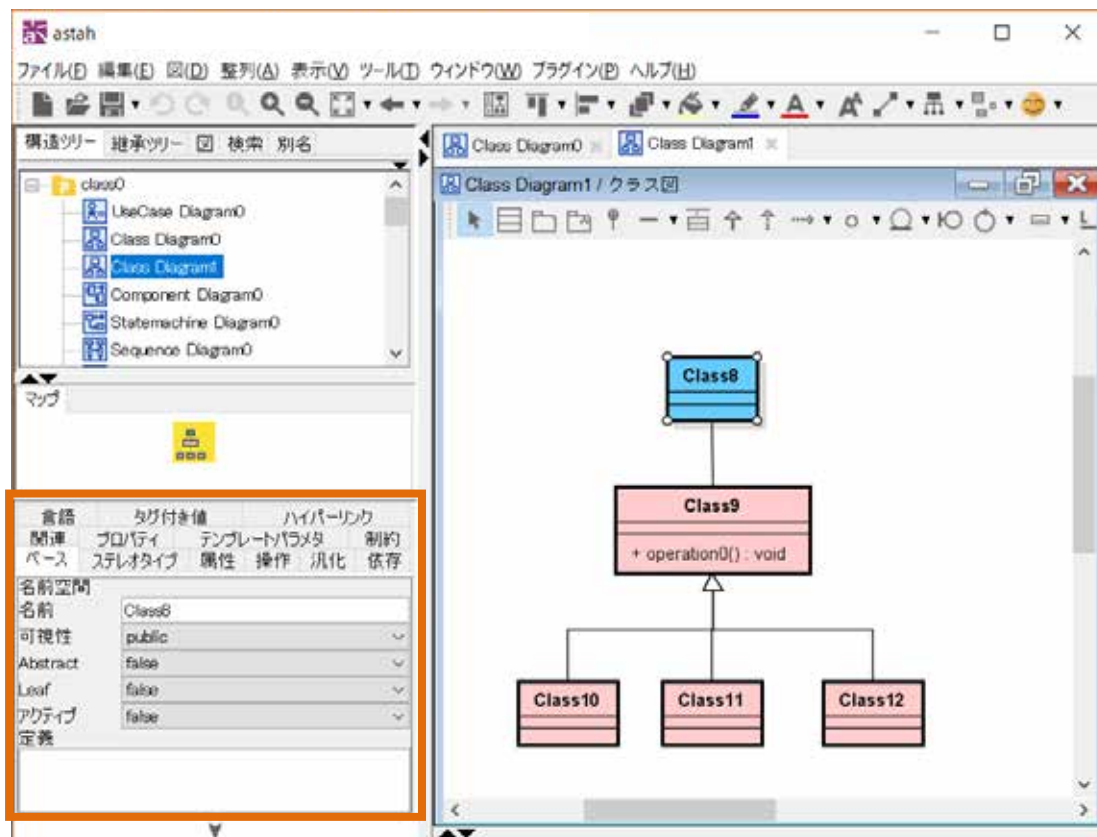 astah
ファイル(F) 編集(E) 図(D) 整列(A) 表示(V) ツール(T) ウィンドウ(W) プラグイン(P) ヘルプ(H)
構造ツリー 継承ツリー 図 検索 別名
class0
UseCase Diagram0
Class Diagram0
Class Diagram1
Component Diagram0
Statemachine Diagram0
Sequence Diagram0
マップ
言語 タグ付き値 ハイパーリンク
関連 プロパティ テンプレートパラメタ 制約
ベース ステレオタイプ 属性 操作 汎化 依存
名前空間
名前 Class8
可視性 public
Abstract false
Leaf false
アクティブ false
定義
Class Diagram0 Class Diagram1
Class Diagram1 / クラス図
Class8
Class9
+ operation0() : void
Class10 Class11 Class12